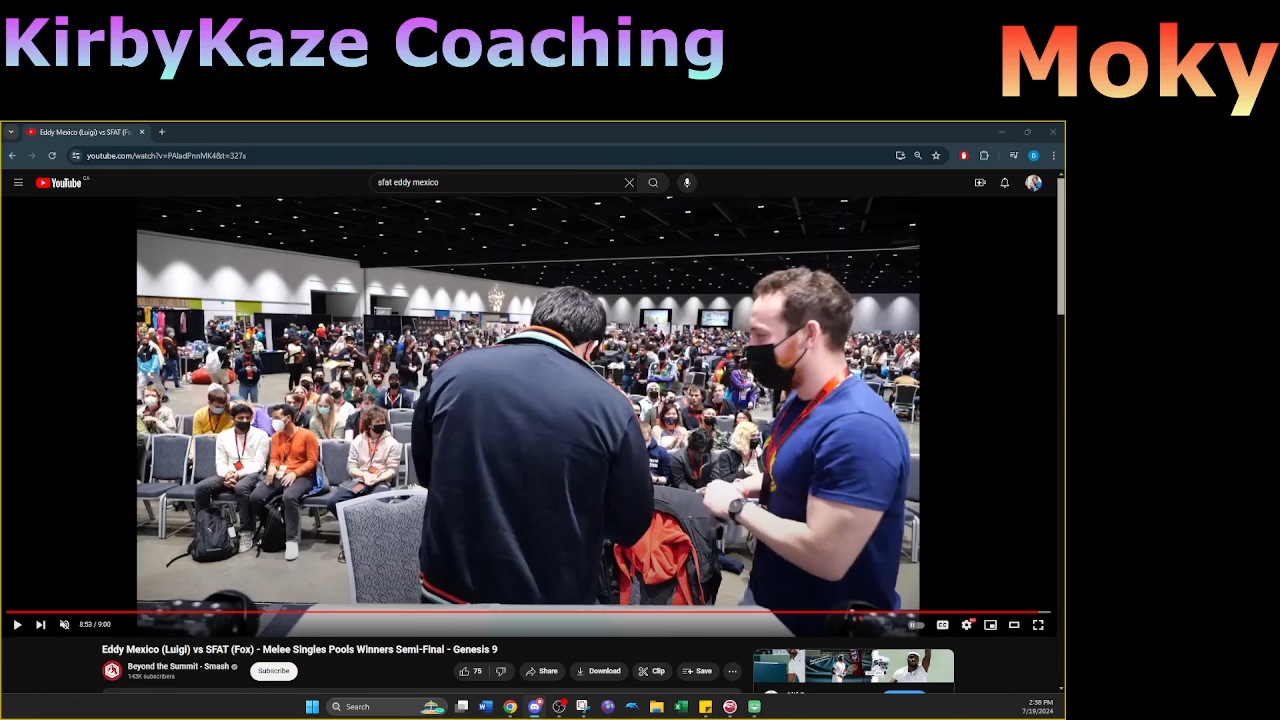 KirbyKaze Coaching
Moky
Eddy Mexico (Luigi) vs SFAT (Fo
youtube.com/watch?v=PAladPnnMK4&t=327s
YouTube CA
sfat eddy mexico
8:53 / 9:00
Eddy Mexico (Luigi) vs SFAT (Fox) - Melee Singles Pools Winners Semi-Final - Genesis 9
Beyond the Summit - Smash
143K subscribers
Subscribe
75
Share
Download
Clip
Save
Search
2:38 PM
7/19/2024